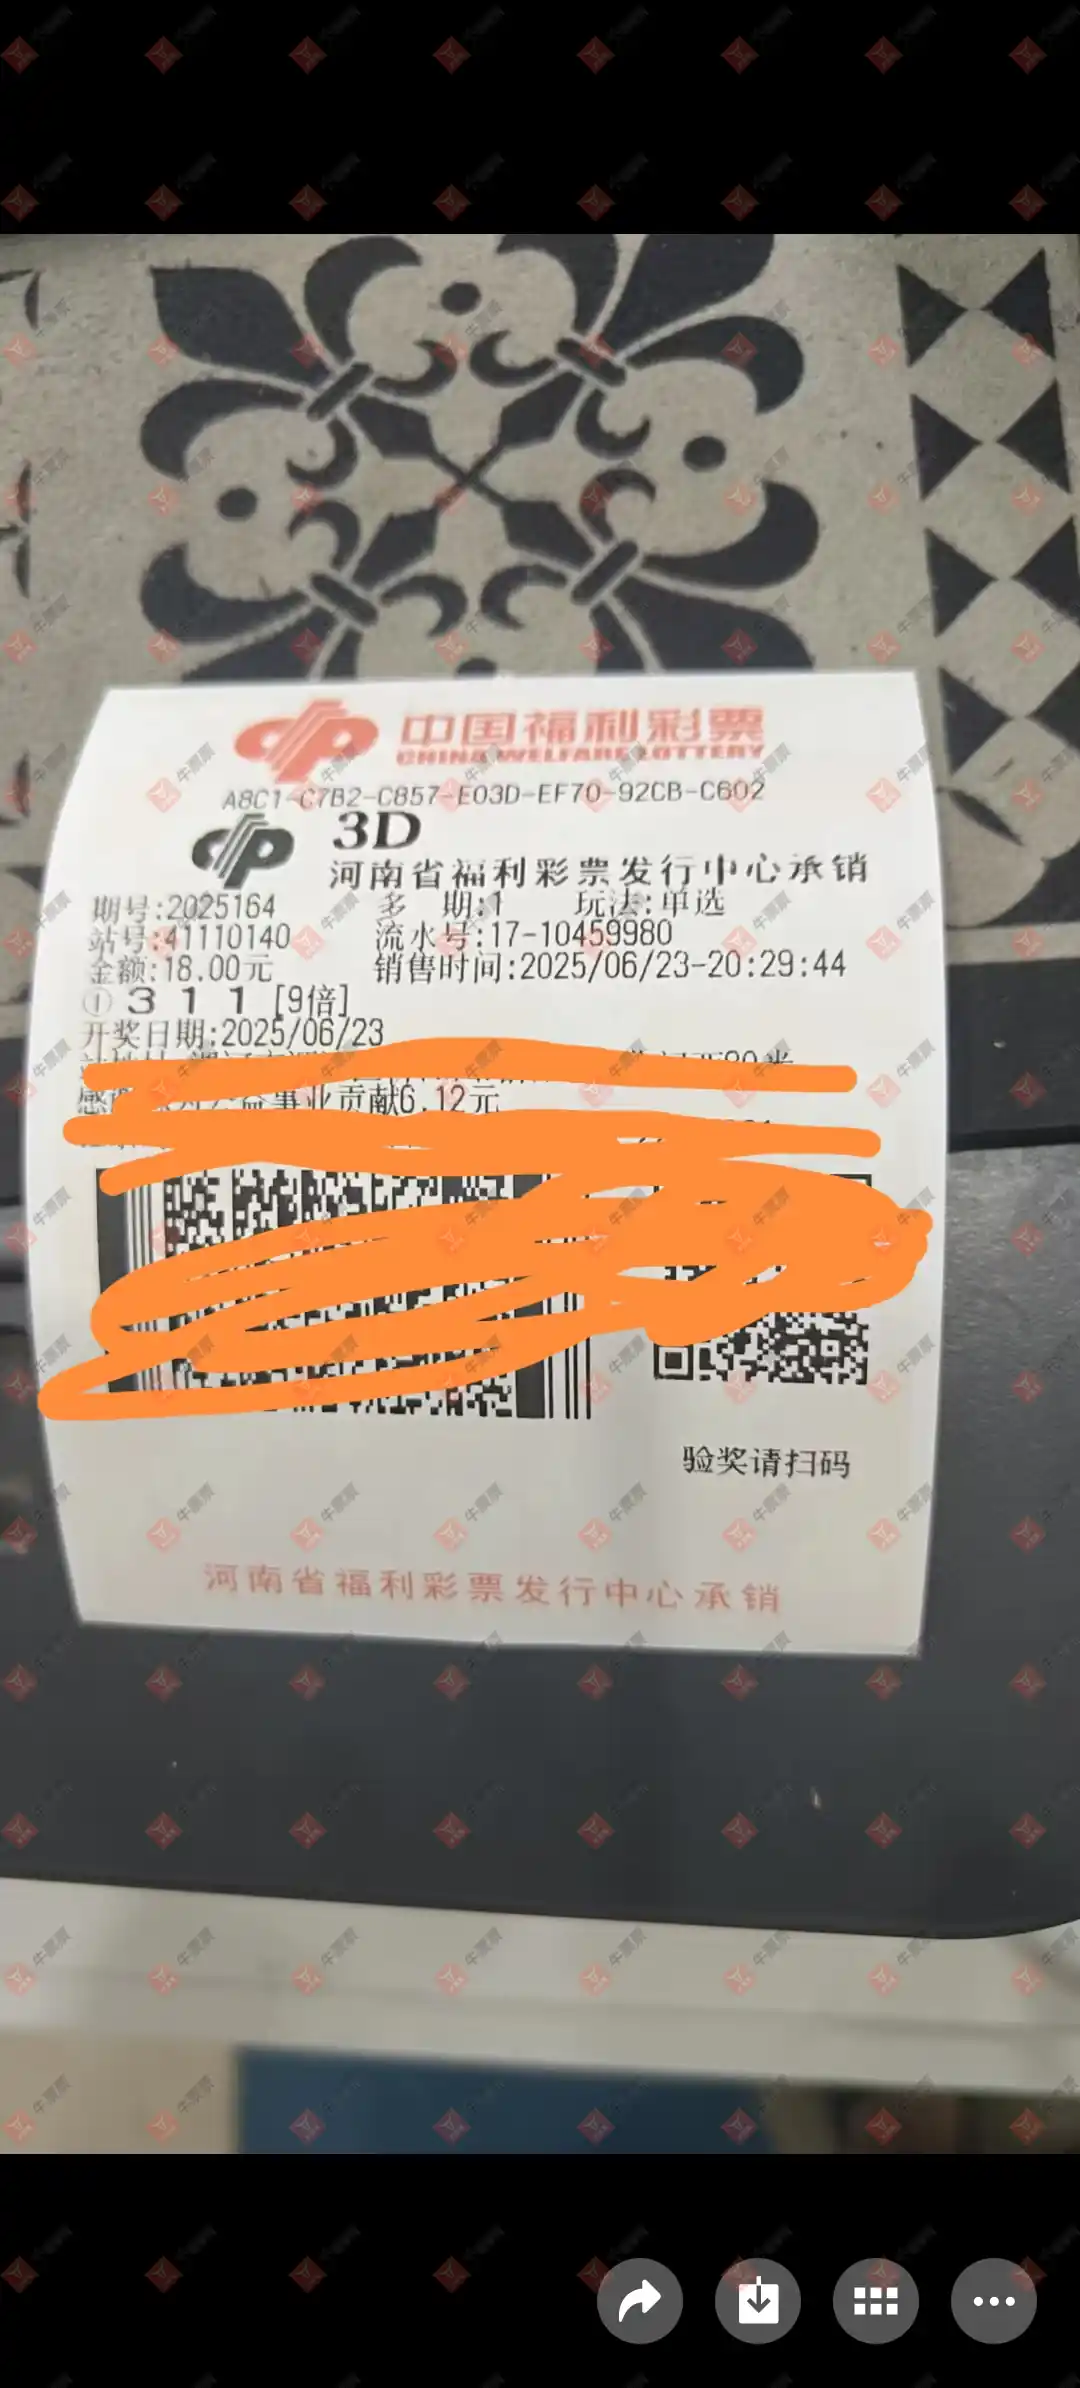 中国福利彩票
CHINA WELFARE LOTTERY
A8C1-C7B2-C857-E03D-EF70-92CB-C602
3D
河南省福利彩票发行中心承销
期号:2025164 多 期:1 玩法:单选
站号:41110140 流水号:17-10459980
金额:18.00元 销售时间:2025/06/23-20:29:44
① 3 1 1 [9倍]
开奖日期:2025/06/23
事业贡献6.12元
验奖请扫码
河南省福利彩票发行中心承销
牛票票